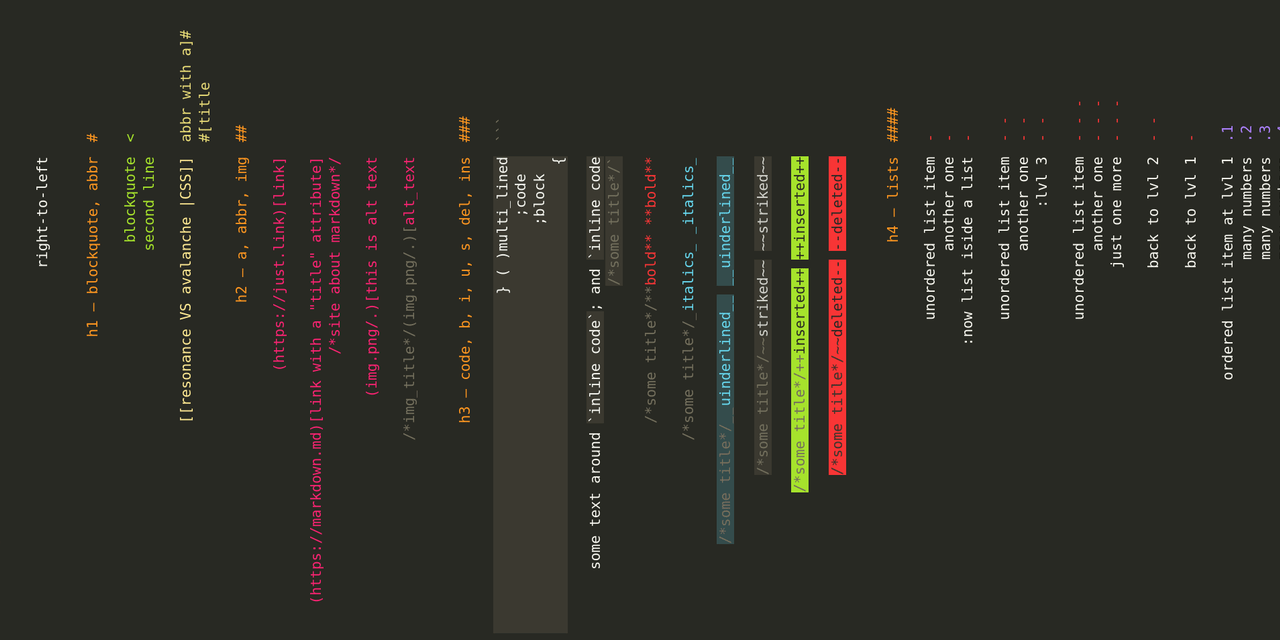 right-to-left
h1 — blockquote, abbr #
blockquote <
second line
[[resonance VS avalanche |CSS]] abbr with a]#
#[title
h2 — a, abbr, img ##
(https://just.link)[link]
(https://markdown.md)[link with a "title" attribute]
/*site about markdown*/
(img.png/.)[this is alt text
/*img_title*/(img.png/.)[alt_text
h3 — code, b, i, u, s, del, ins ###
```
} ( )multi_lined {
;code
;block
some text around `inline code`; and `inline code
/*some title*/`
/*some title*/**bold** **bold**
/*some title*/_italics_ _italics_
/*some title*/__uinderlined__ __uinderlined__
/*some title*/~~striked~~ ~~striked~~
/*some title*/++inserted++ ++inserted++
/*some title*/~~deleted-- --deleted--
h4 — lists ####
unordered list item -
another one -
:now list iside a list -
unordered list item - -
another one - -
:lvl 3 - -
unordered list item - - -
another one - - -
just one more - - -
back to lvl 2 - -
back to lvl 1 -
ordered list item at lvl 1 .1
many numbers .2
many numbers .3